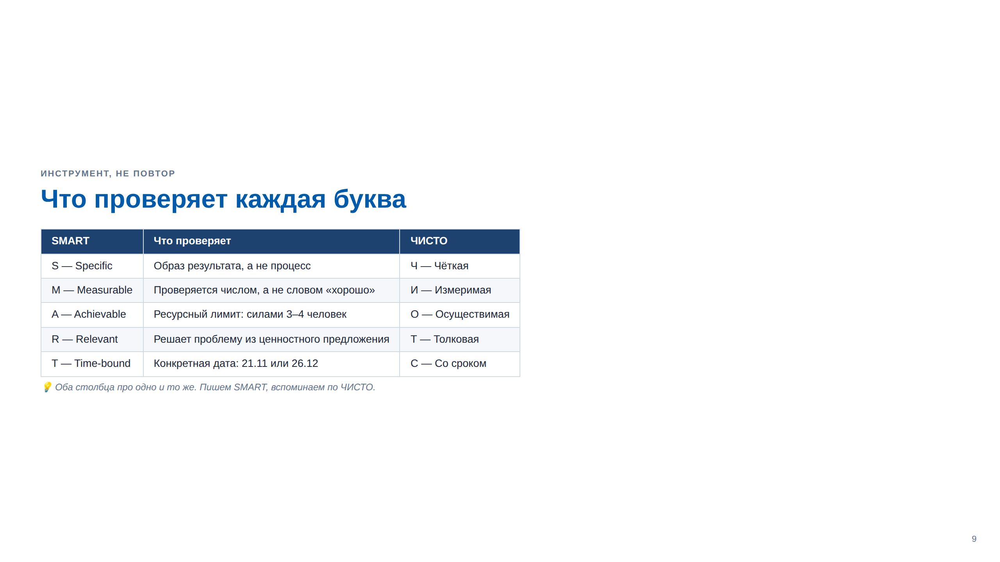 ИНСТРУМЕНТ, НЕ ПОВТОР
Что проверяет каждая буква
SMART Что проверяет ЧИСТО
S — Specific Образ результата, а не процесс Ч — Чёткая
M — Measurable Проверяется числом, а не словом «хорошо» И — Измеримая
A — Achievable Ресурсный лимит: силами 3–4 человек О — Осуществимая
R — Relevant Решает проблему из ценностного предложения Т — Толковая
T — Time-bound Конкретная дата: 21.11 или 26.12 С — Со сроком
💡 Оба столбца про одно и то же. Пишем SMART, вспоминаем по ЧИСТО.
9